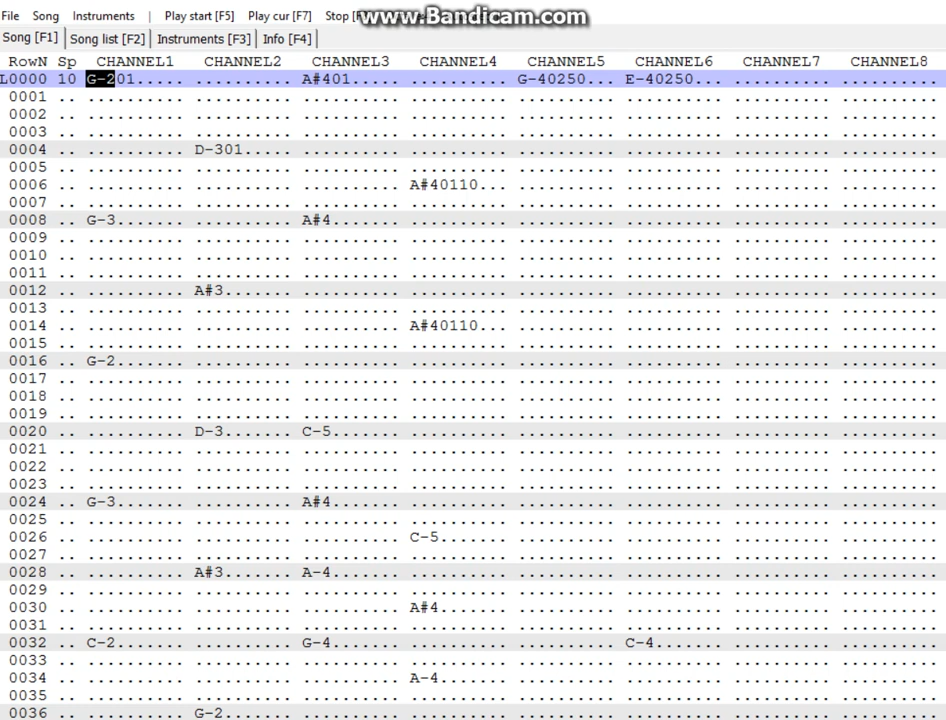 File Song Instruments | Play start [F5] Play cur [F7] Stop [F www.Bandicam.com
Song [F1] Song list [F2] Instruments [F3] Info [F4]
RowN Sp CHANNEL1 CHANNEL2 CHANNEL3 CHANNEL4 CHANNEL5 CHANNEL6 CHANNEL7 CHANNEL8
L0000 10 G-201..... .......... A#401..... .......... G-40250... E-40250... .......... ..........
0001 .. .......... .......... .......... .......... .......... .......... .......... ..........
0002 .. .......... .......... .......... .......... .......... .......... .......... ..........
0003 .. .......... .......... .......... .......... .......... .......... .......... ..........
0004 .. .......... D-301..... .......... .......... .......... .......... .......... ..........
0005 .. .......... .......... .......... .......... .......... .......... .......... ..........
0006 .. .......... .......... .......... A#40110... .......... .......... .......... ..........
0007 .. .......... .......... .......... .......... .......... .......... .......... ..........
0008 .. G-3....... .......... A#4....... .......... .......... .......... .......... ..........
0009 .. .......... .......... .......... .......... .......... .......... .......... ..........
0010 .. .......... .......... .......... .......... .......... .......... .......... ..........
0011 .. .......... .......... .......... .......... .......... .......... .......... ..........
0012 .. .......... A#3....... .......... .......... .......... .......... .......... ..........
0013 .. .......... .......... .......... .......... .......... .......... .......... ..........
0014 .. .......... .......... .......... A#40110... .......... .......... .......... ..........
0015 .. .......... .......... .......... .......... .......... .......... .......... ..........
0016 .. G-2....... .......... .......... .......... .......... .......... .......... ..........
0017 .. .......... .......... .......... .......... .......... .......... .......... ..........
0018 .. .......... .......... .......... .......... .......... .......... .......... ..........
0019 .. .......... .......... .......... .......... .......... .......... .......... ..........
0020 .. .......... D-3....... C-5....... .......... .......... .......... .......... ..........
0021 .. .......... .......... .......... .......... .......... .......... .......... ..........
0022 .. .......... .......... .......... .......... .......... .......... .......... ..........
0023 .. .......... .......... .......... .......... .......... .......... .......... ..........
0024 .. G-3....... .......... A#4....... .......... .......... .......... .......... ..........
0025 .. .......... .......... .......... .......... .......... .......... .......... ..........
0026 .. .......... .......... .......... C-5....... .......... .......... .......... ..........
0027 .. .......... .......... .......... .......... .......... .......... .......... ..........
0028 .. .......... A#3....... A-4....... .......... .......... .......... .......... ..........
0029 .. .......... .......... .......... .......... .......... .......... .......... ..........
0030 .. .......... .......... .......... A#4....... .......... .......... .......... ..........
0031 .. .......... .......... .......... .......... .......... .......... .......... ..........
0032 .. C-2....... .......... G-4....... .......... .......... C-4....... .......... ..........
0033 .. .......... .......... .......... .......... .......... .......... .......... ..........
0034 .. .......... .......... .......... A-4....... .......... .......... .......... ..........
0035 .. .......... .......... .......... .......... .......... .......... .......... ..........
0036 .. .......... G-2....... .......... .......... .......... .......... .......... ..........